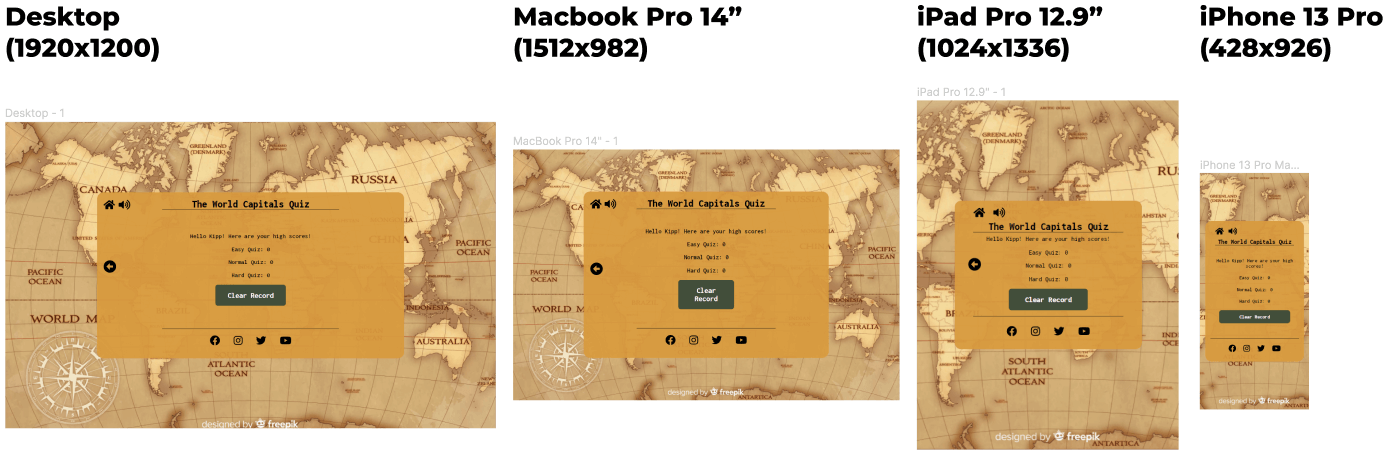 Desktop
(1920x1200)
Macbook Pro 14”
(1512x982)
iPad Pro 12.9”
(1024x1336)
iPhone 13 Pro
(428x926)
Desktop - 1
GREENLAND
(DENMARK)
CANADA
RUSSIA
CHINA
PACIFIC
OCEAN
PACIFIC
OCEAN
WORLD MAP
INDONESIA
AUSTRALIA
ATLANTIC
OCEAN
The World Capitals Quiz
Hello Kipp! Here are your high scores!
Easy Quiz: 0
Normal Quiz: 0
Hard Quiz: 0
Clear Record
designed by freepik
MacBook Pro 14" - 1
GREENLAND
(DENMARK)
CANADA
RUSSIA
PACIFIC
OCEAN
PACIFIC
OCEAN
WORLD M
AUSTRALIA
The World Capitals Quiz
Hello Kipp! Here are your high scores!
Easy Quiz: 0
Normal Quiz: 0
Hard Quiz: 0
Clear
Record
designed by freepik
ANTARCTICA
iPad Pro 12.9" - 1
GREENLAND
(DENMARK)
The World Capitals Quiz
Hello Kipp! Here are your high scores!
Easy Quiz: 0
Normal Quiz: 0
Hard Quiz: 0
Clear Record
SOUTH
ATLANTIC
OCEAN
designed by freepik
ANTARCTICA
iPhone 13 Pro Ma...
The World Capitals Quiz
Hello Kipp! Here are your high
scores!
Easy Quiz: 0
Normal Quiz: 0
Hard Quiz: 0
Clear Record
OCEAN
designed by freepik